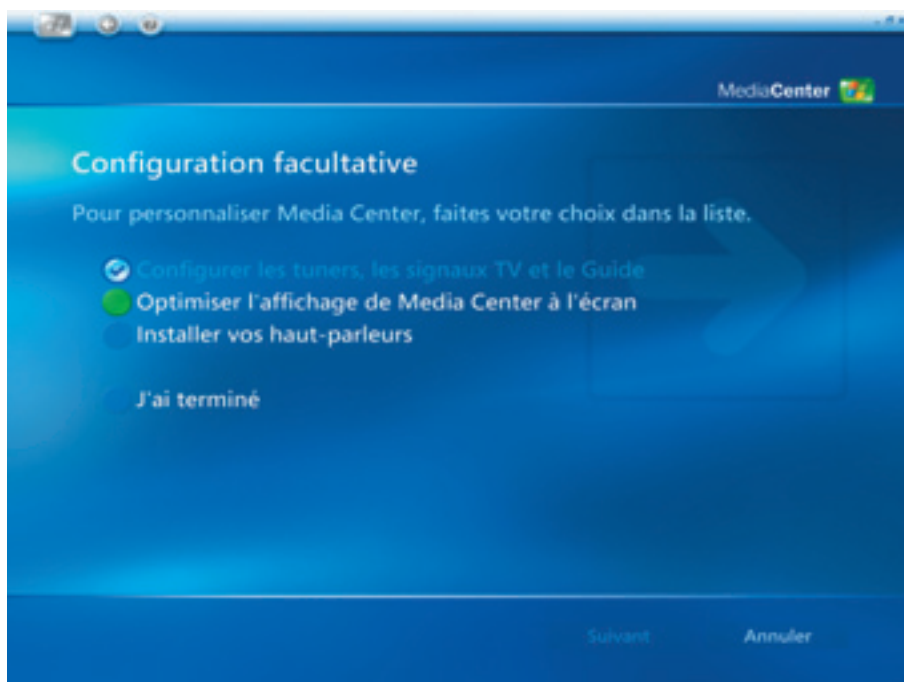 MediaCenter
Configuration facultative
Pour personnaliser Media Center, faites votre choix dans la liste.
Configurer les tuners, les signaux TV et le Guide
Optimiser l'affichage de Media Center à l'écran
Installer vos haut-parleurs
J'ai terminé
Suivant Annuler